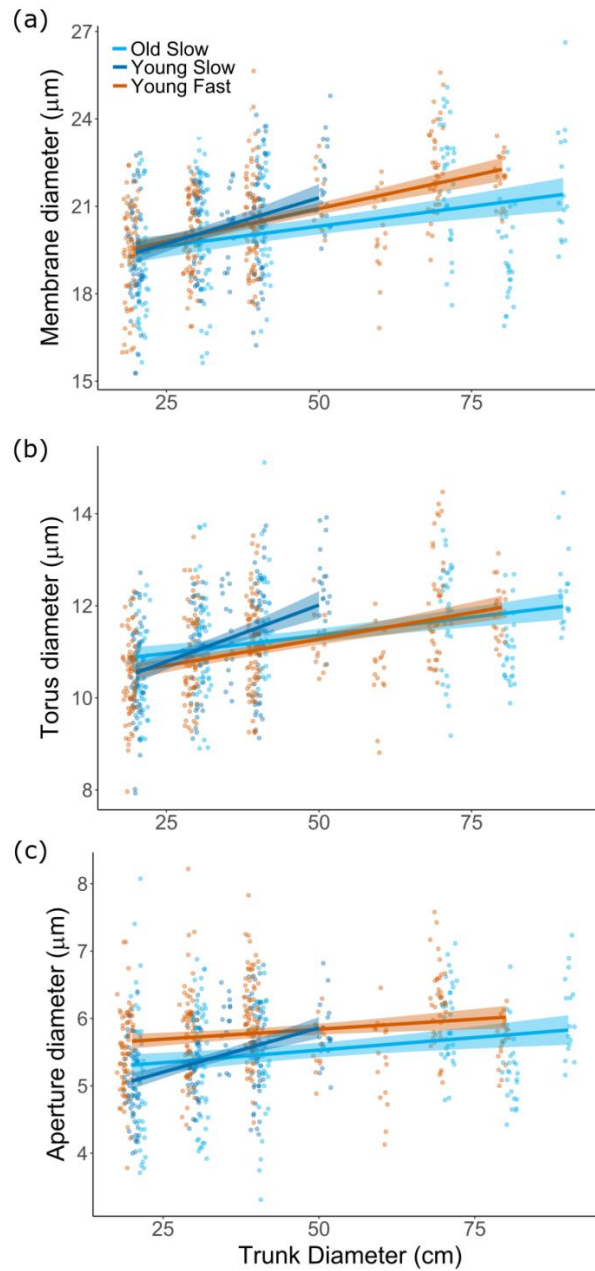 (a)
27
24
21
18
15
Membrane diameter (μm)
Old Slow
Young Slow
Young Fast
25
50
75
(b)
14
12
10
8
Torus diameter (μm)
25
50
75
(c)
8
7
6
5
4
Aperture diameter (μm)
25
50
75
Trunk Diameter (cm)